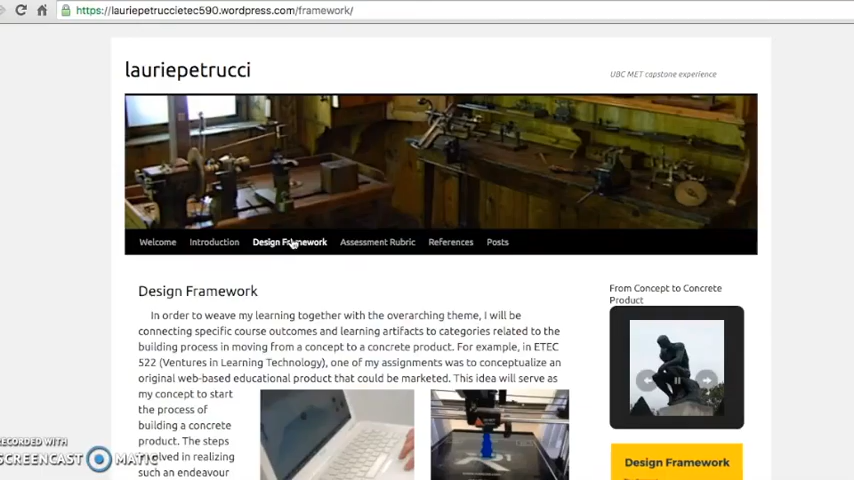 https://lauriepetruccietec590.wordpress.com/framework/
lauriepetrucci
UBC MET capstone experience
Welcome Introduction Design Framework Assessment Rubric References Posts
Design Framework
In order to weave my learning together with the overarching theme, I will be
connecting specific course outcomes and learning artifacts to categories related to the
building process in moving from a concept to a concrete product. For example, in ETEC
522 (Ventures in Learning Technology), one of my assignments was to conceptualize an
original web-based educational product that could be marketed. This idea will serve as
my concept to start
the process of
building a concrete
product. The steps
involved in realizing
such an endeavour
From Concept to Concrete
Product
Design Framework
RECORDED WITH
SCREENCAST MATIC